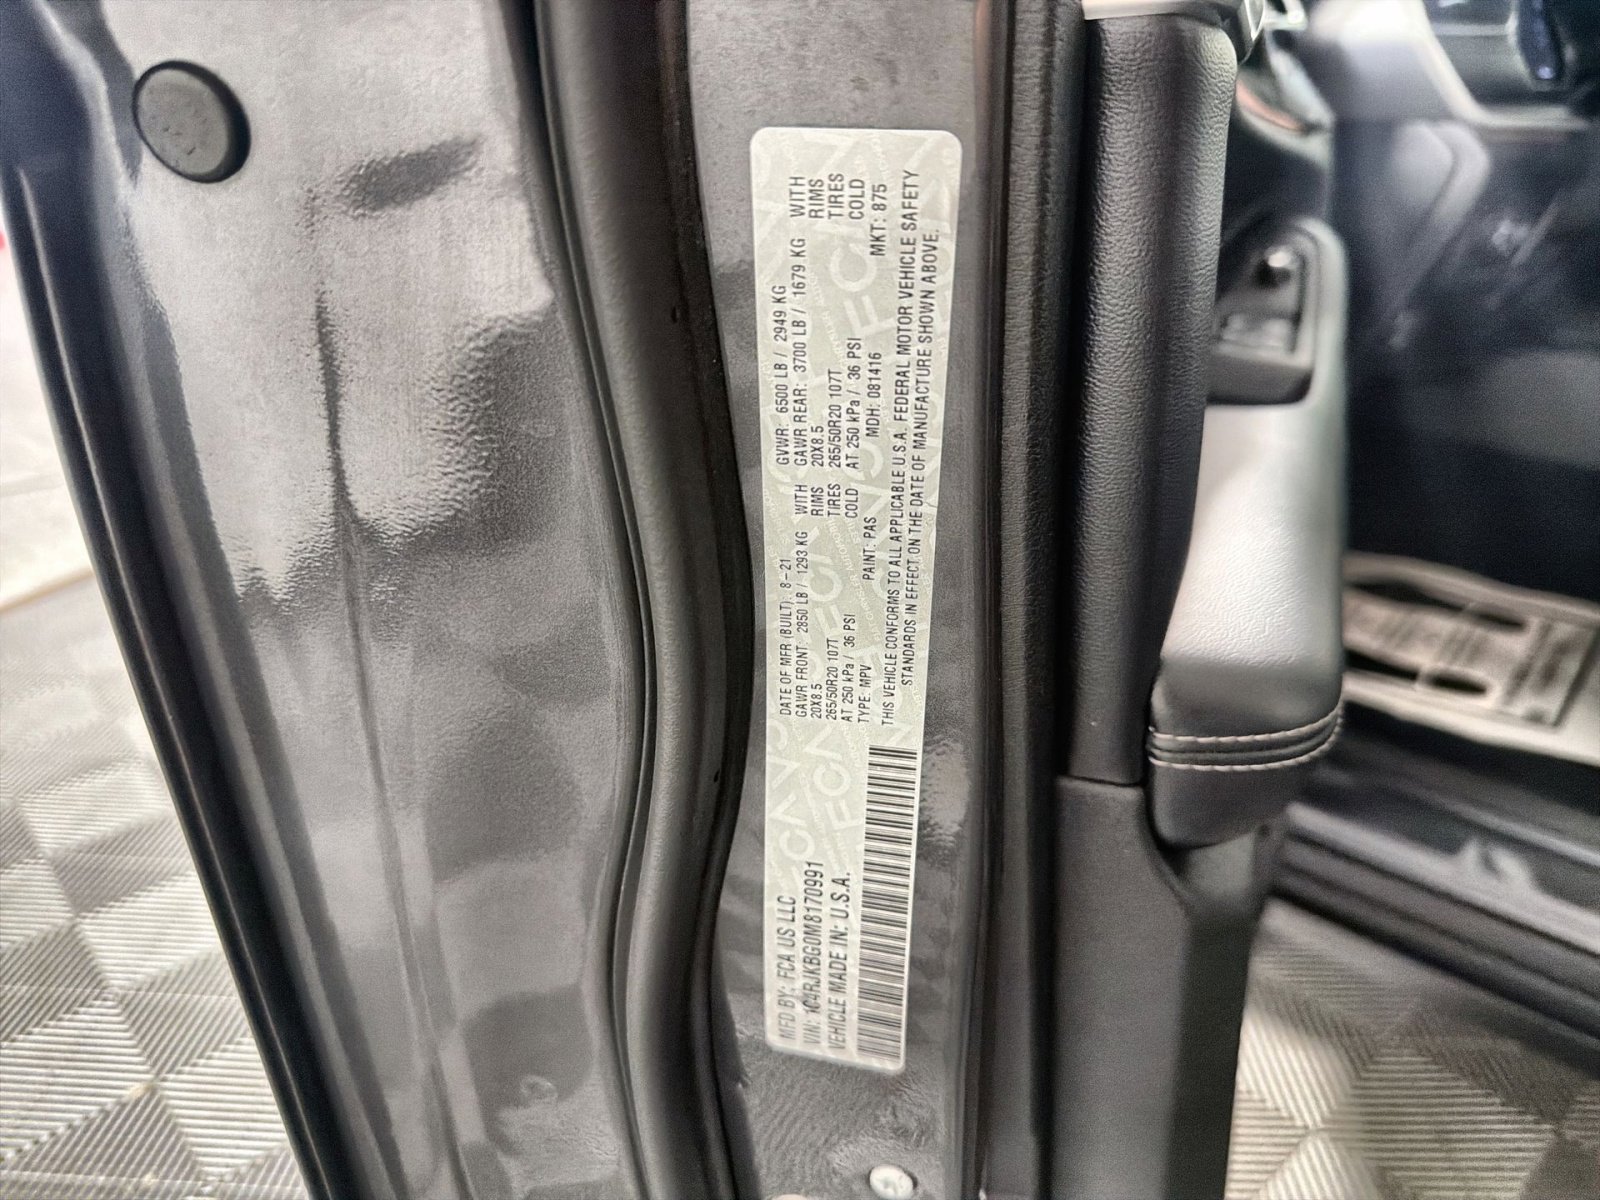 MFD BY: FCA US LLC
VIN: 1C4RJKBG0M8170991
VEHICLE MADE IN: U.S.A.
DATE OF MFR (BUILT): 8-21 GVWR: 6500 LB / 2949 KG
GAWR FRONT: 2850 LB / 1293 KG WITH GAWR REAR: 3700 LB / 1679 KG WITH
20X8.5 RIMS 20X8.5 RIMS
265/50R20 107T TIRES 265/50R20 107T TIRES
AT 250 kPa / 36 PSI COLD AT 250 kPa / 36 PSI COLD
TYPE: MPV PAINT: PAS MDH: 081416 MKT: 875
THIS VEHICLE CONFORMS TO ALL APPLICABLE U.S.A. FEDERAL MOTOR VEHICLE SAFETY
STANDARDS IN EFFECT ON THE DATE OF MANUFACTURE SHOWN ABOVE.